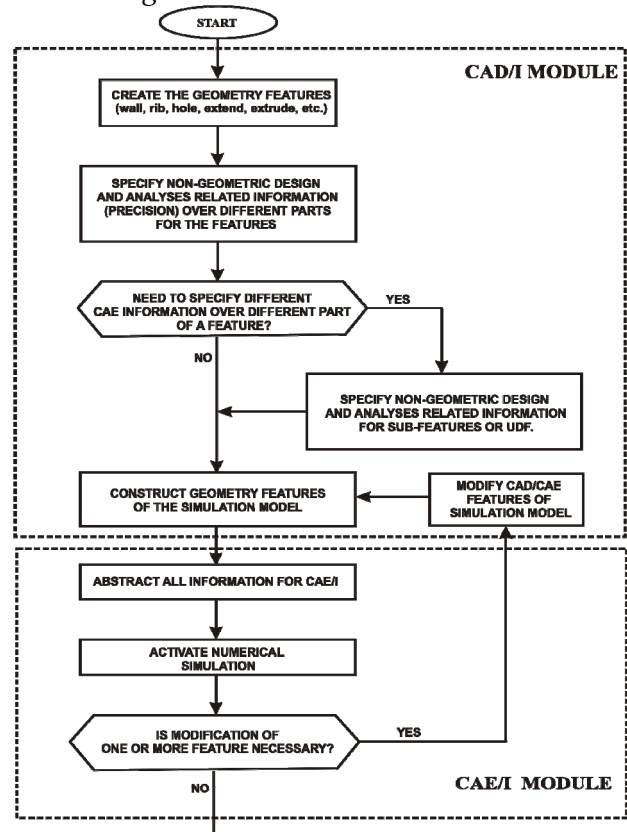 START
CAD/I MODULE
CREATE THE GEOMETRY FEATURES
(wall, rib, hole, extend, extrude, etc.)
SPECIFY NON-GEOMETRIC DESIGN
AND ANALYSES RELATED INFORMATION
(PRECISION) OVER DIFFERENT PARTS
FOR THE FEATURES
NEED TO SPECIFY DIFFERENT
CAE INFORMATION OVER DIFFERENT PART
OF A FEATURE?
YES
NO
SPECIFY NON-GEOMETRIC DESIGN
AND ANALYSES RELATED INFORMATION
FOR SUB-FEATURES OR UDF.
CONSTRUCT GEOMETRY FEATURES
OF THE SIMULATION MODEL
MODIFY CAD/CAE
FEATURES OF
SIMULATION MODEL
ABSTRACT ALL INFORMATION FOR CAE/I
ACTIVATE NUMERICAL
SIMULATION
IS MODIFICATION OF
ONE OR MORE FEATURE NECESSARY?
YES
NO
CAE/I MODULE